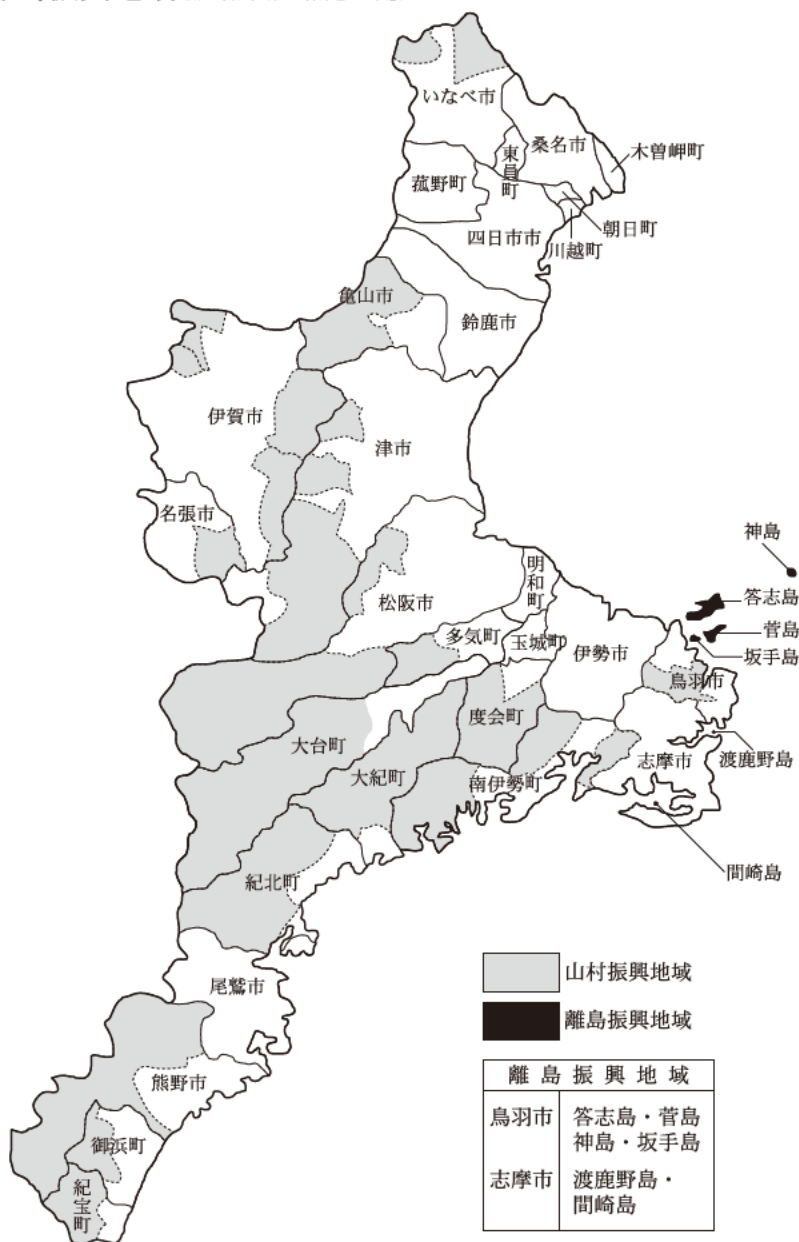 いなべ市
桑名市
木曽岬町
東員町
菰野町
朝日町
四日市市
川越町
亀山市
鈴鹿市
伊賀市
津市
名張市
神島
明和町
答志島
松阪市
菅島
多気町
玉城町
伊勢市
坂手島
鳥羽市
度会町
大台町
志摩市
渡鹿野島
大紀町
南伊勢町
間崎島
紀北町
山村振興地域
尾鷲市
離島振興地域
熊野市
御浜町
紀宝町
離島振興地域
鳥羽市 答志島・菅島
神島・坂手島
志摩市 渡鹿野島・
間崎島